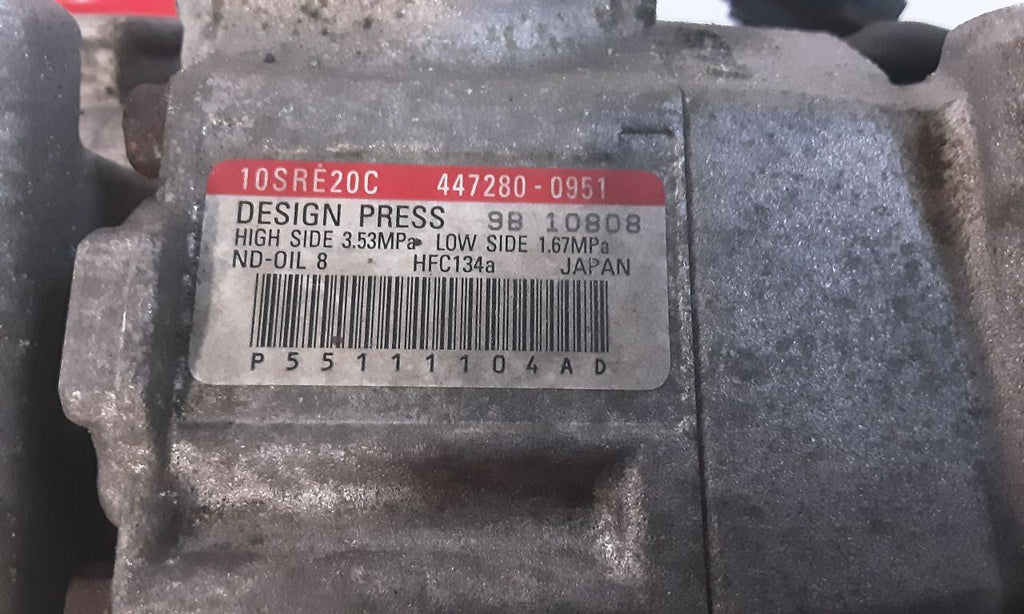 10SRE20C 447280-0951
DESIGN PRESS 9B 10808
HIGH SIDE 3.53MPa LOW SIDE 1.67MPa
ND-OIL 8 HFC134a JAPAN
P55111104AD